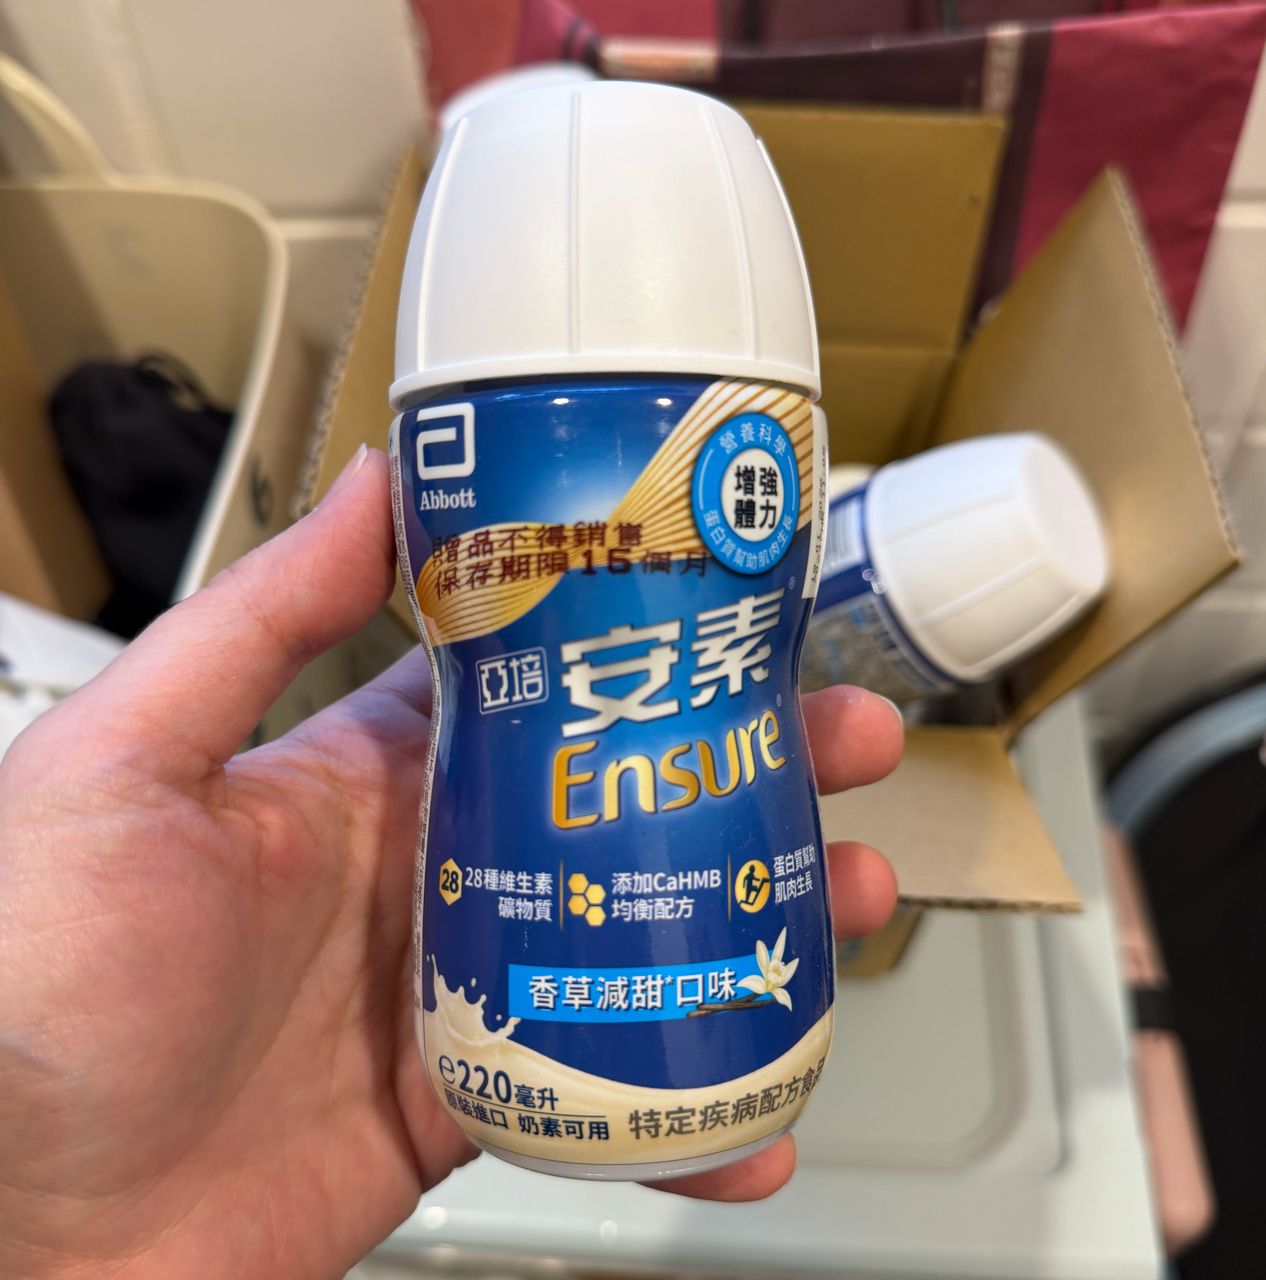 Abbott
營養科學
增強
體力
蛋白質幫助肌肉生長
贈品不得銷售
保存期限15個月
亞培
安素®
Ensure®
28
28種維生素
礦物質
添加CaHMB
均衡配方
蛋白質幫助
肌肉生長
香草減甜*口味
℮220毫升
原裝進口 奶素可用
特定疾病配方食品